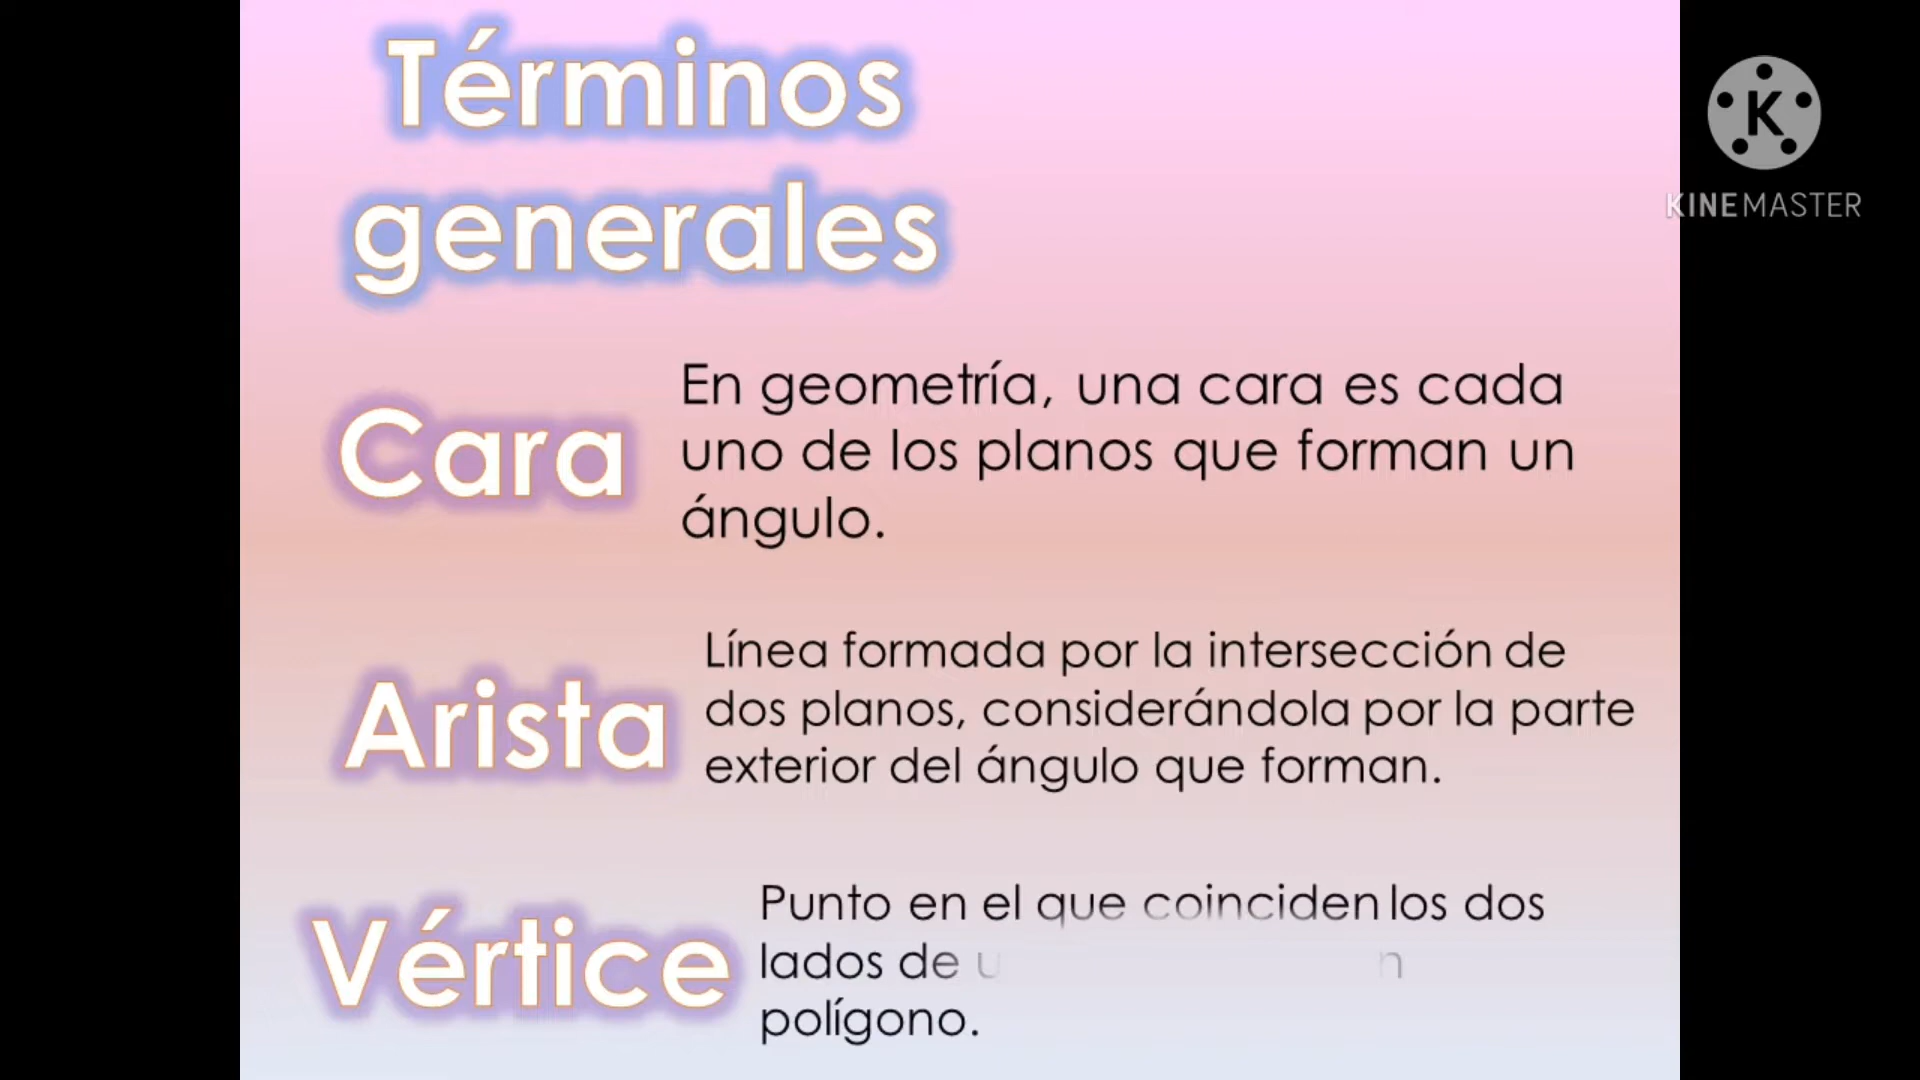 Términos
generales
KINEMASTER
Cara
En geometría, una cara es cada
uno de los planos que forman un
ángulo.
Arista
Línea formada por la intersección de
dos planos, considerándola por la parte
exterior del ángulo que forman.
Vértice
Punto en el que coinciden los dos
lados de
polígono.